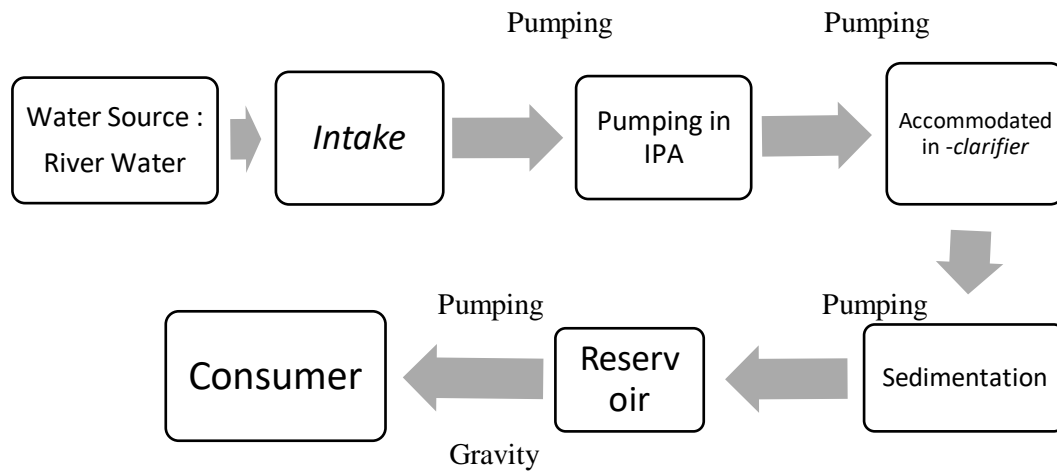 Pumping
Pumping
Water Source :
River Water
Intake
Pumping in
IPA
Accommodated
in -clarifier
Pumping
Pumping
Consumer
Reserv
oir
Sedimentation
Gravity